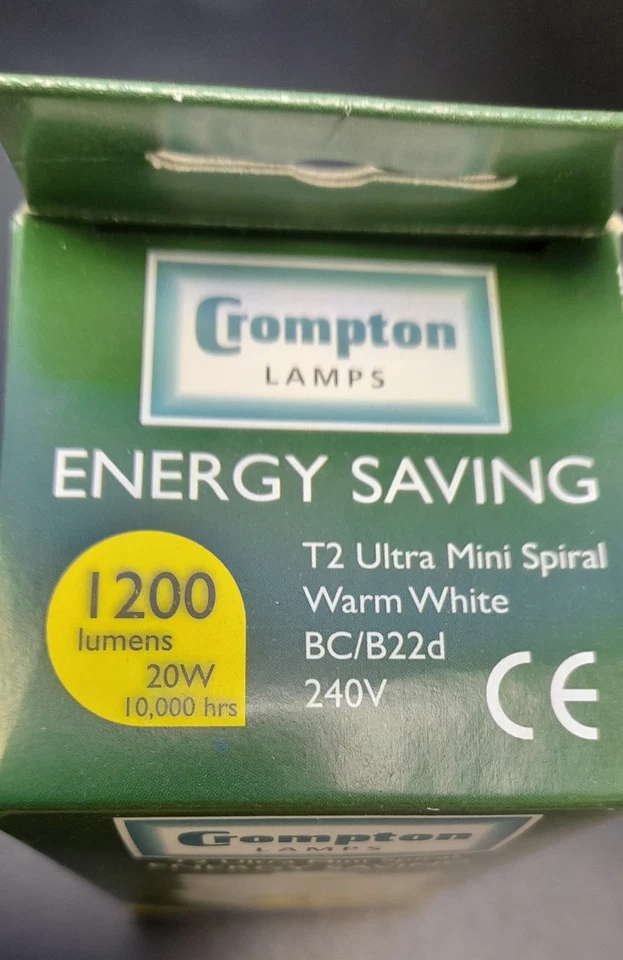 Crompton
LAMPS
ENERGY SAVING
1200
lumens
20W
10,000 hrs
T2 Ultra Mini Spiral
Warm White
BC/B22d
240V
CE
Crompton
LAMPS